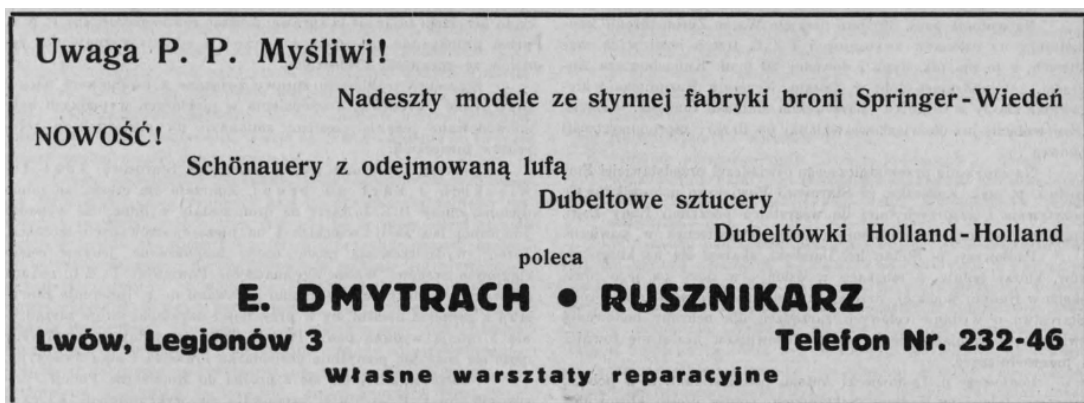 Uwaga P. P. Myśliwi!
Nadeszły modele ze słynnej fabryki broni Springer-Wiedeń
NOWOŚĆ!
Schönauery z odejmowaną lufą
Dubeltowe sztucery
Dubeltówki Holland-Holland
poleca
E. DMYTRACH • RUSZNIKARZ
Lwów, Legionów 3 Telefon Nr. 232-46
Własne warsztaty reparacyjne